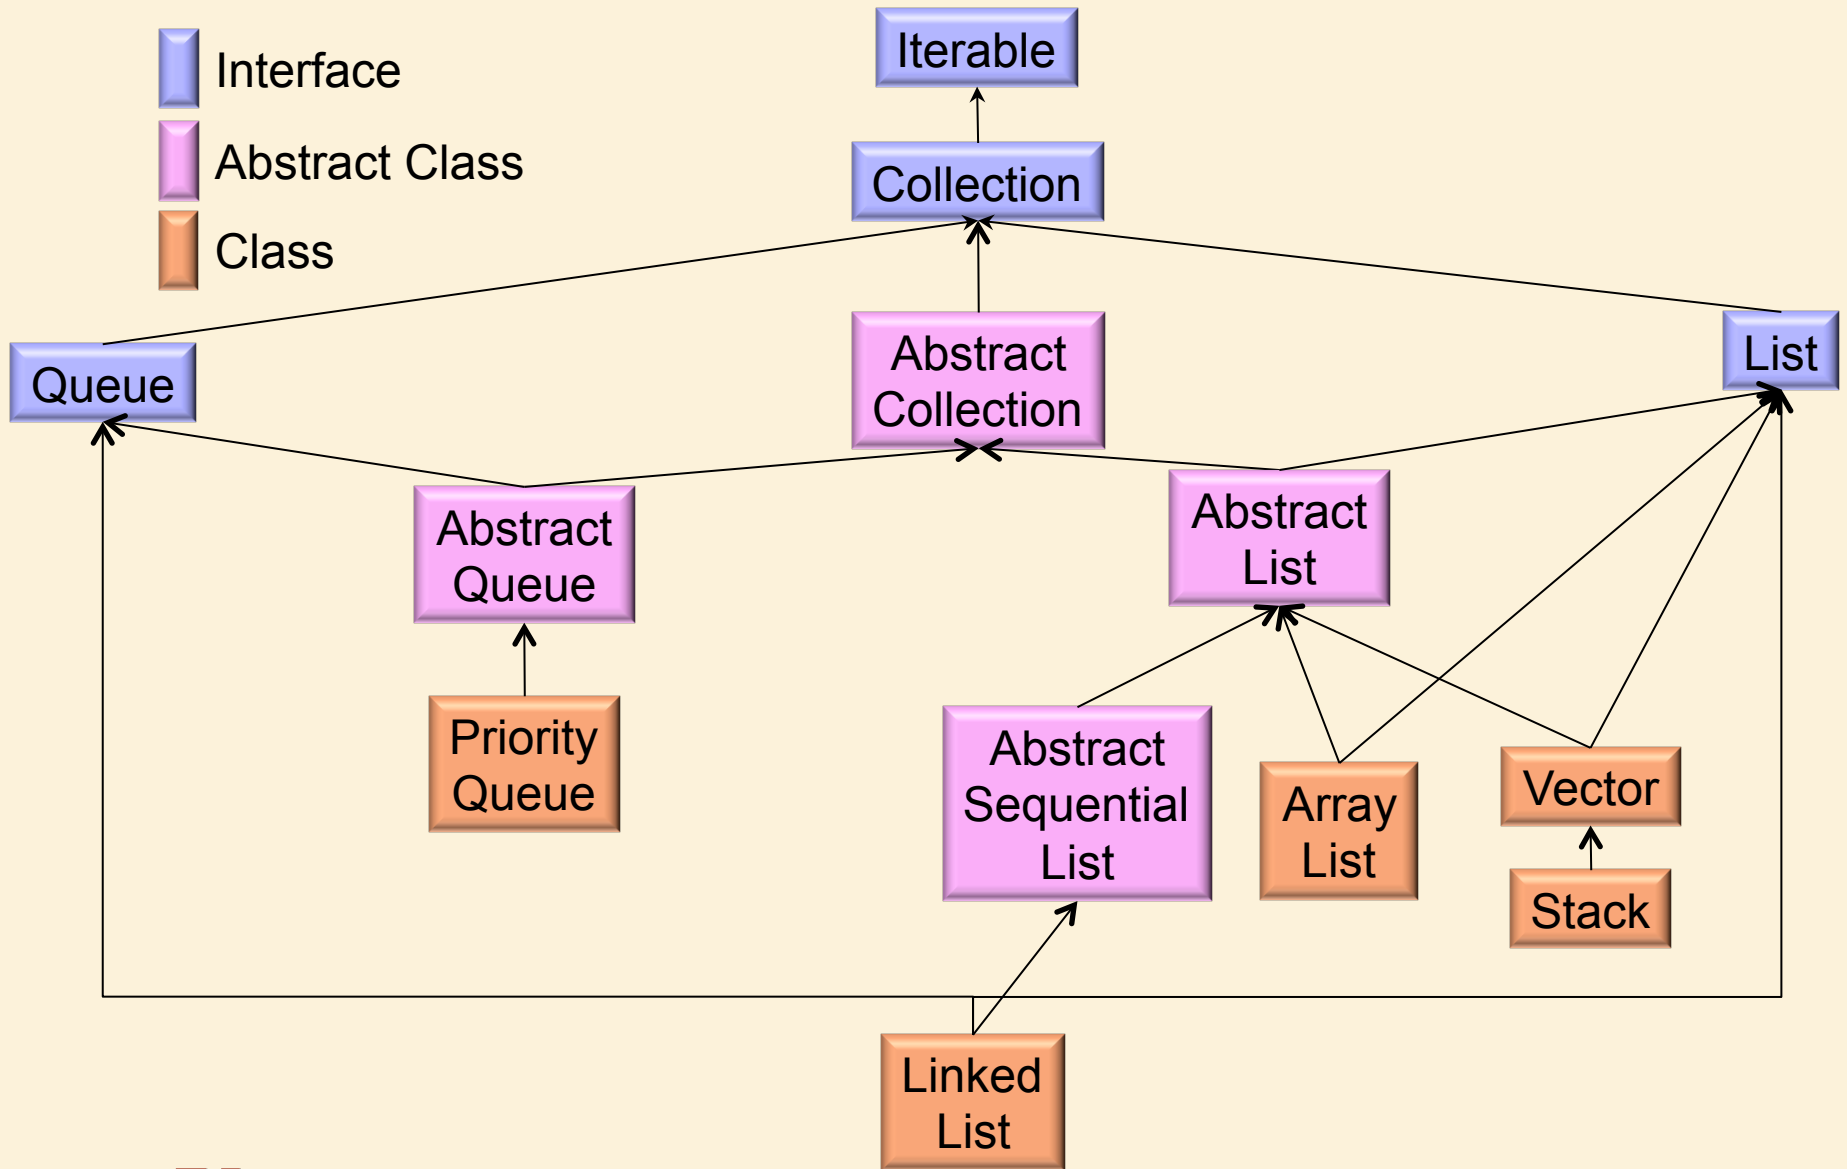 Interface
Abstract Class
Class
Iterable
Collection
Queue
Abstract
Collection
List
Abstract
Queue
Abstract
List
Priority
Queue
Abstract
Sequential
List
Array
List
Vector
Stack
Linked
List